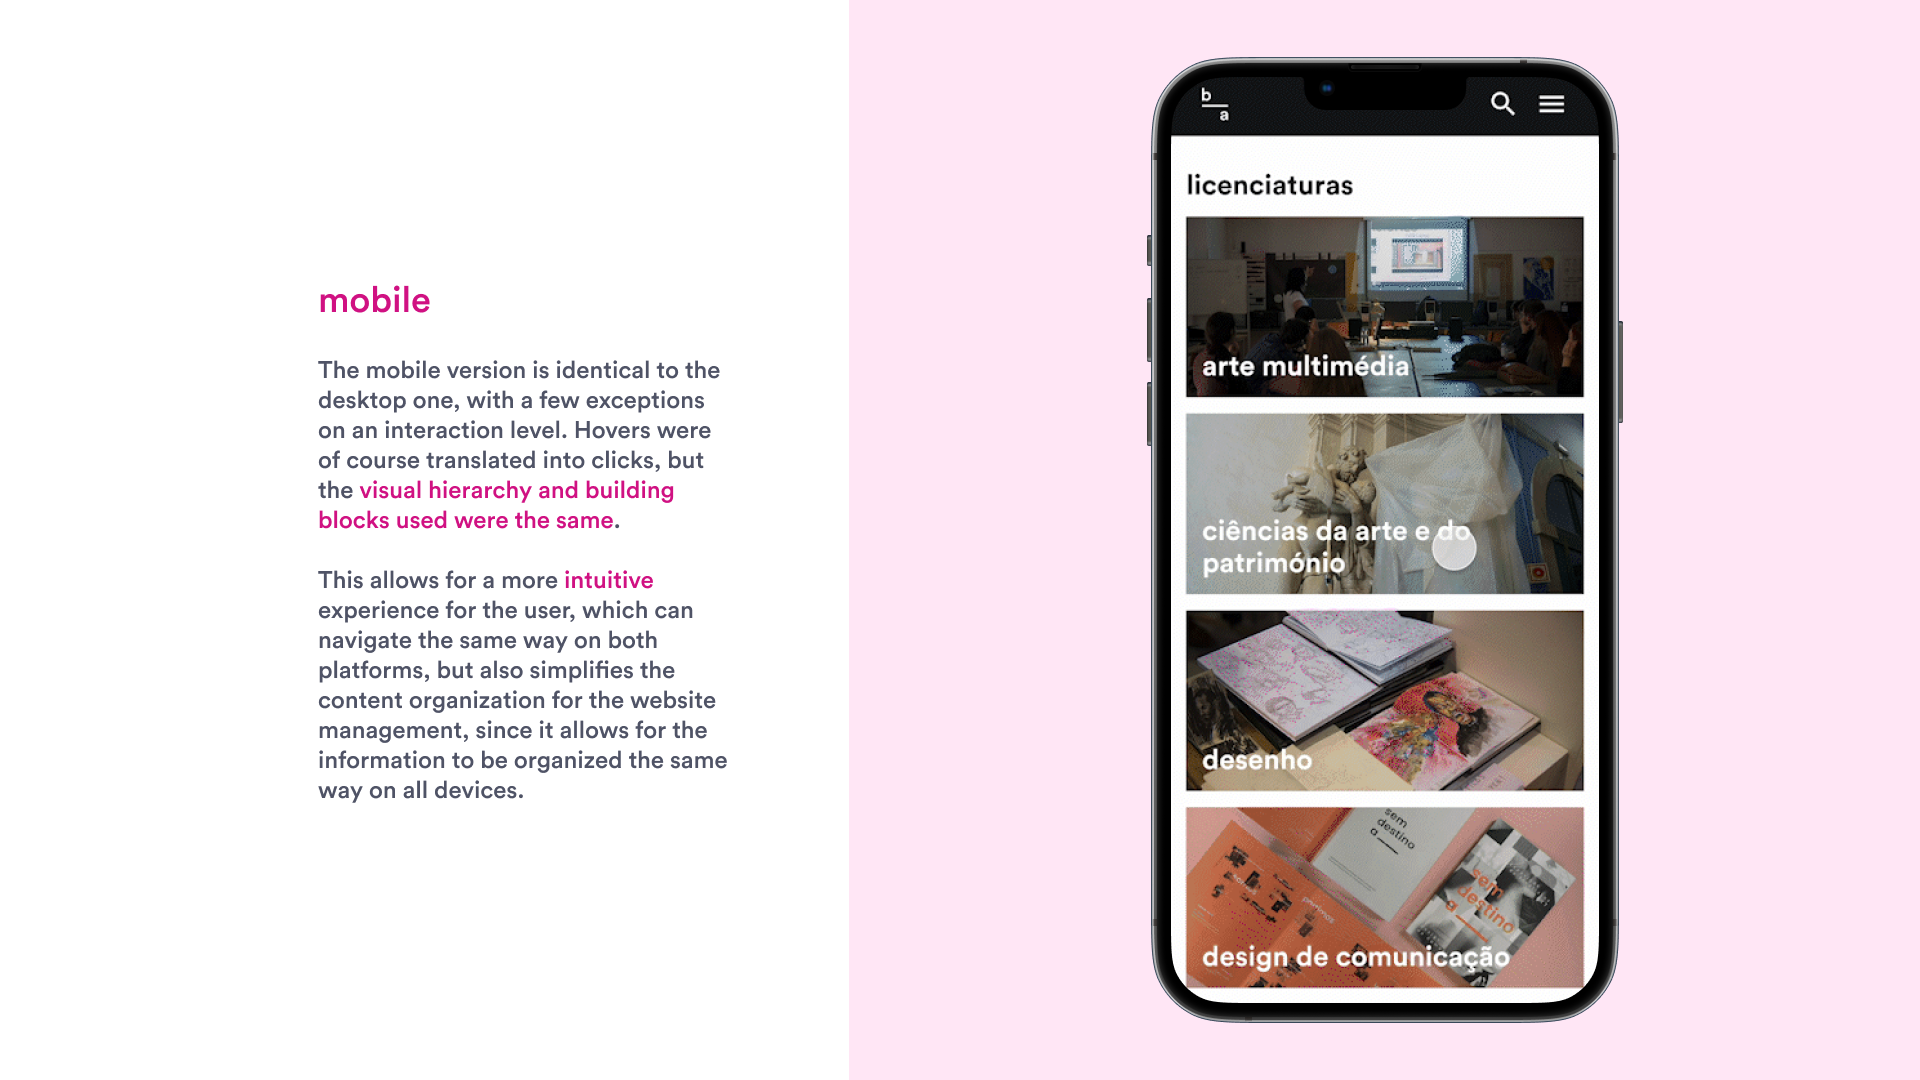 mobile
The mobile version is identical to the
desktop one, with a few exceptions
on an interaction level. Hovers were
of course translated into clicks, but
the visual hierarchy and building
blocks used were the same.
This allows for a more intuitive
experience for the user, which can
navigate the same way on both
platforms, but also simplifies the
content organization for the website
management, since it allows for the
information to be organized the same
way on all devices.
b
a
licenciaturas
arte multimédia
ciências da arte e do
património
desenho
sem
destino
a
sem
destino
a
design de comunicação